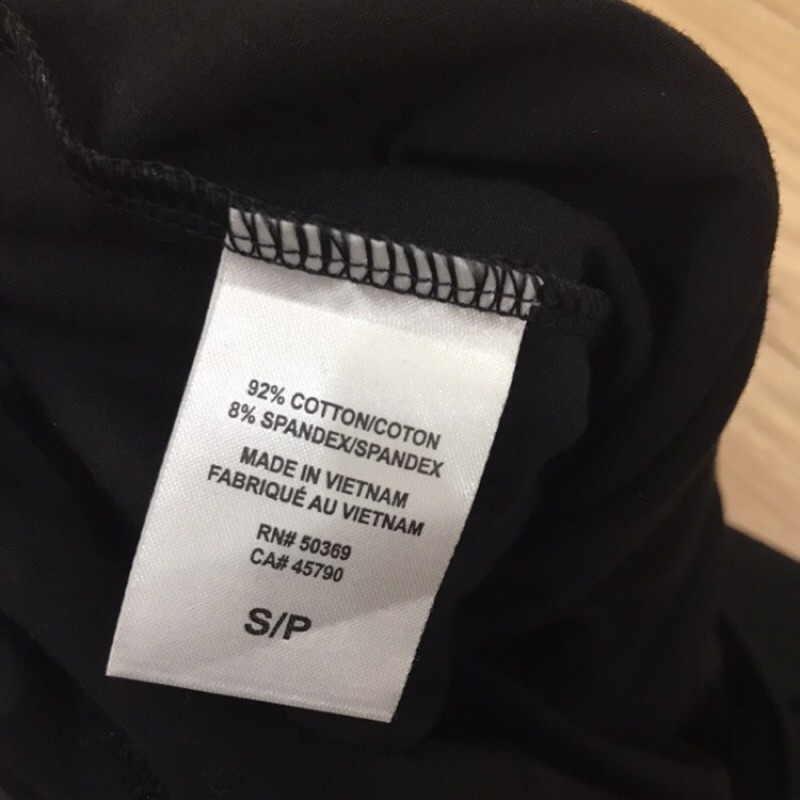 92% COTTON/COTON
8% SPANDEX/SPANDEX
MADE IN VIETNAM
FABRIQUÉ AU VIETNAM
RN# 50369
CA# 45790
S/P